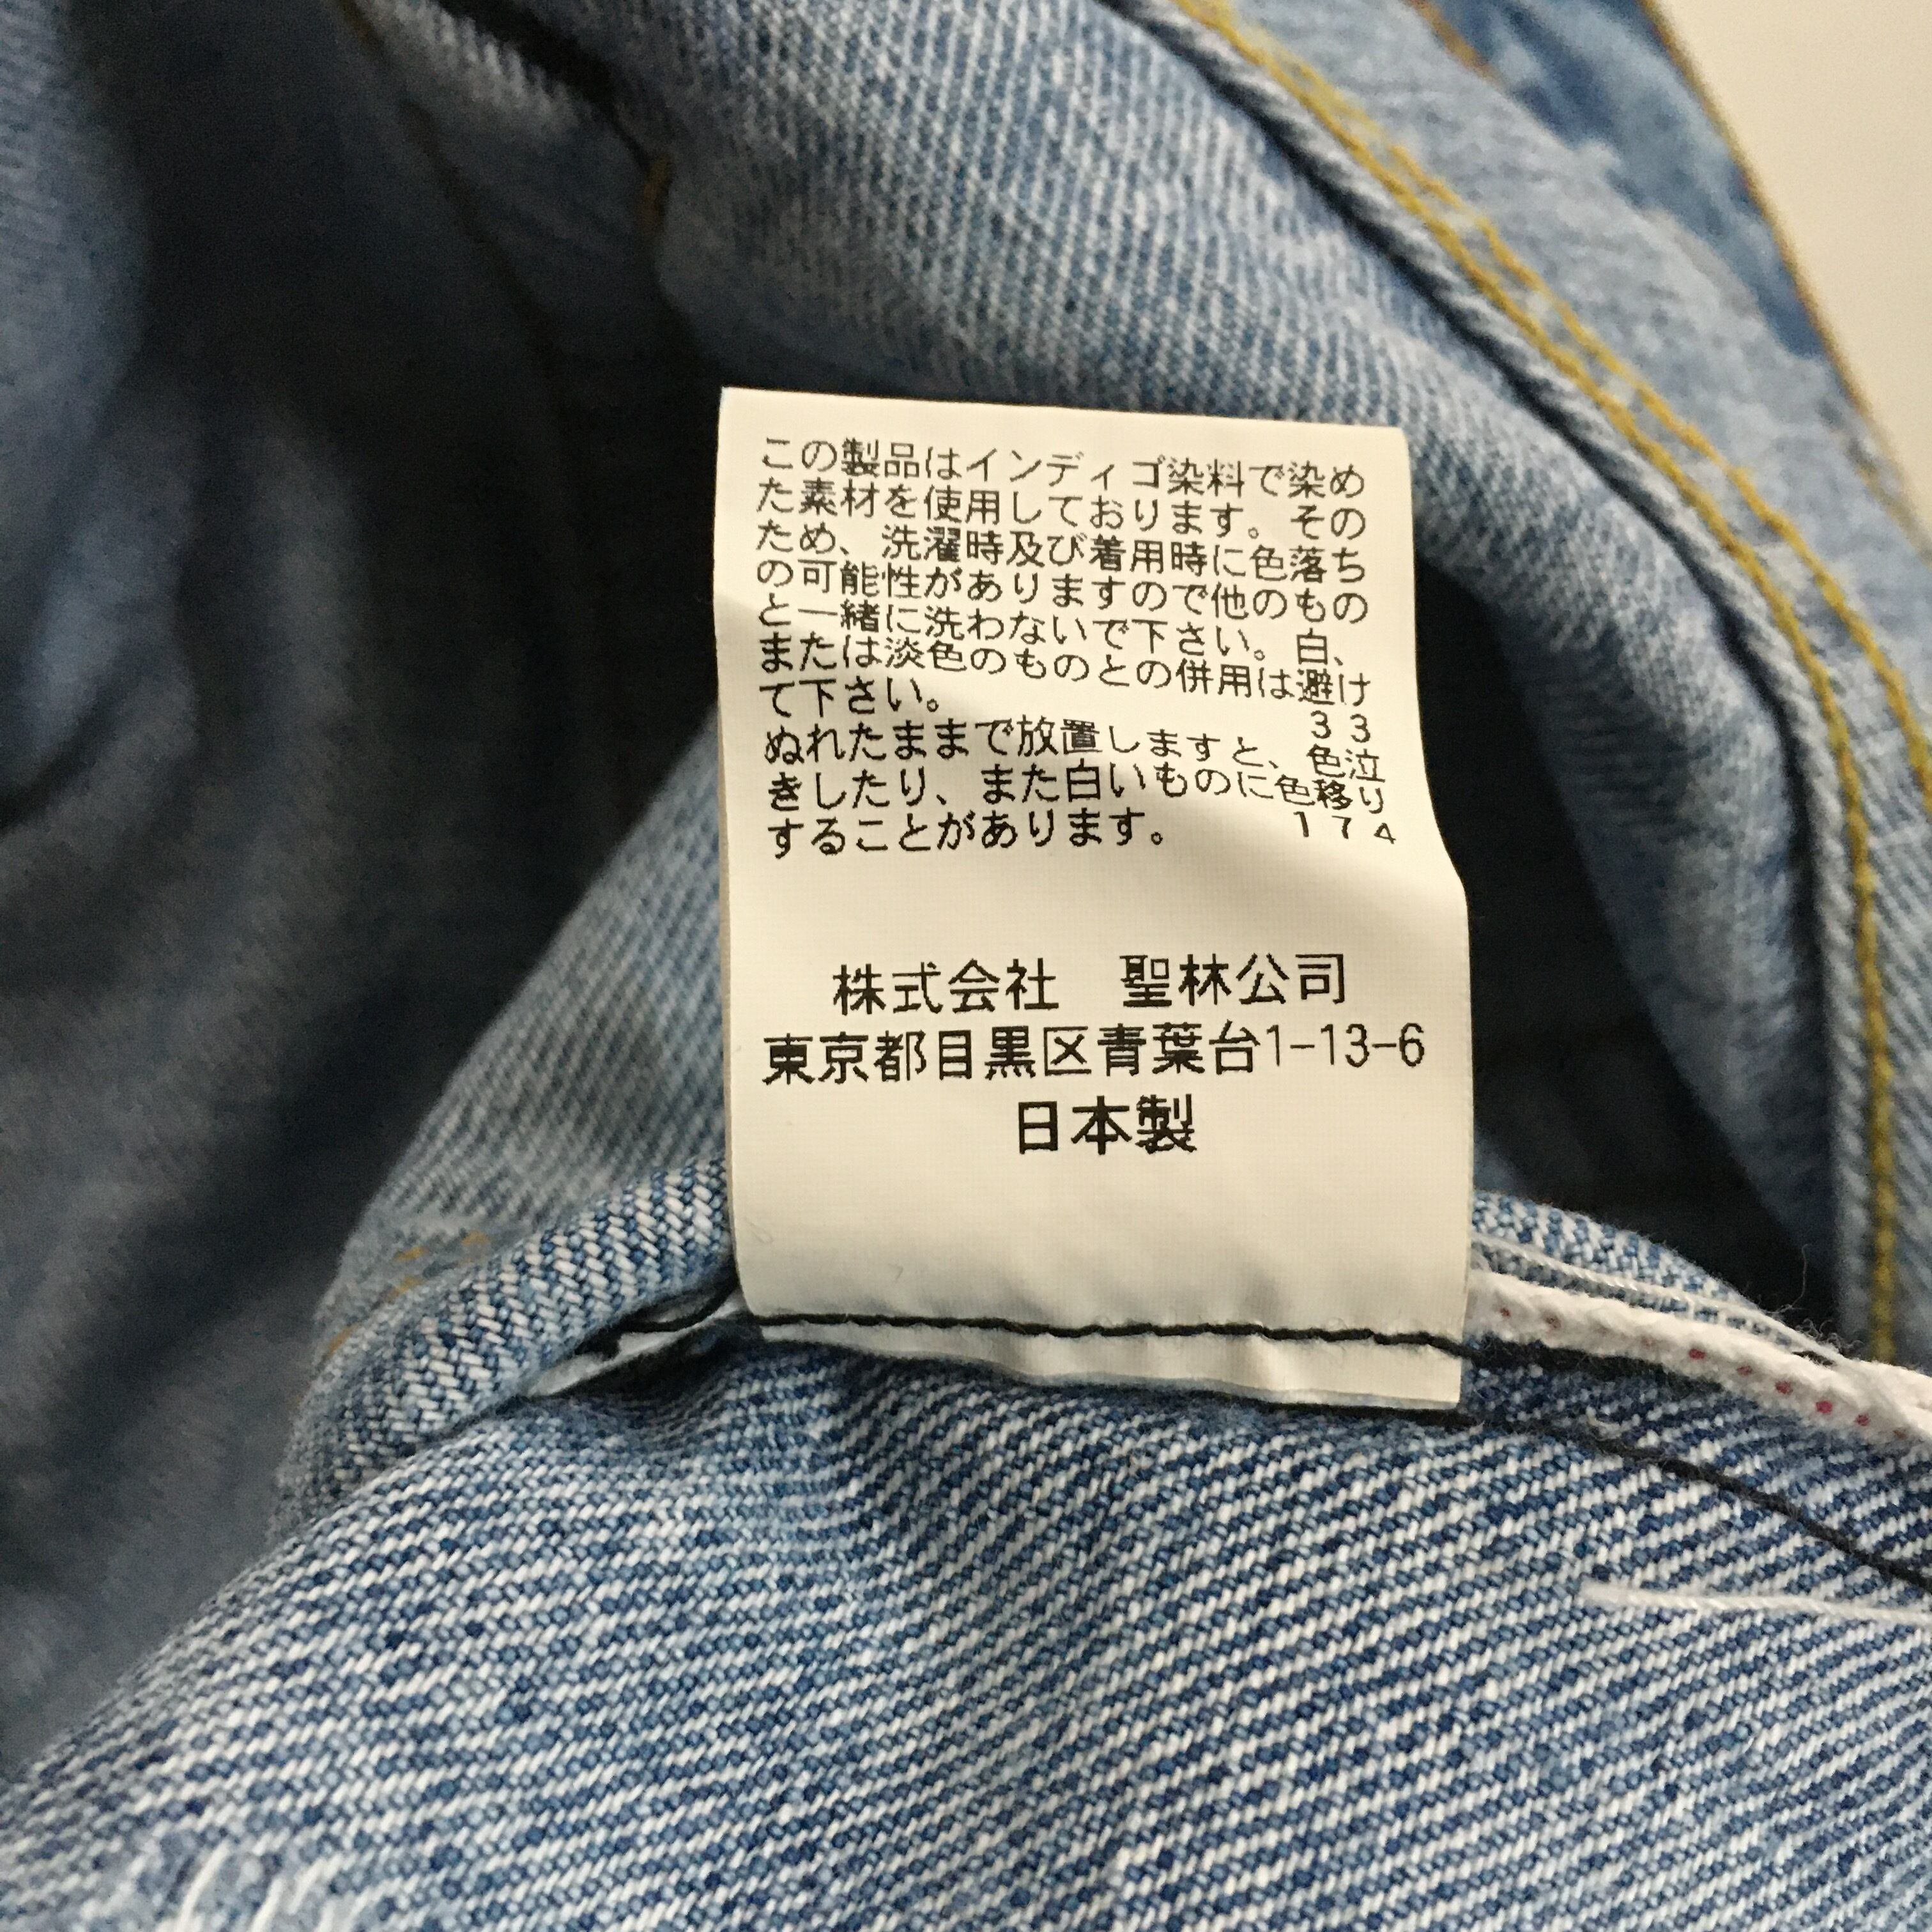 この製品はインディゴ染料で染め
た素材を使用しております。その
ため、洗濯時及び着用時に色落ち
の可能性がありますので他のもの
と一緒に洗わないで下さい。白、
または淡色のものとの併用は避け
て下さい。 33
ぬれたままで放置しますと、色泣
きしたり、また白いものに色移り
することがあります。 174
株式会社 聖林公司
東京都目黒区青葉台1-13-6
日本製